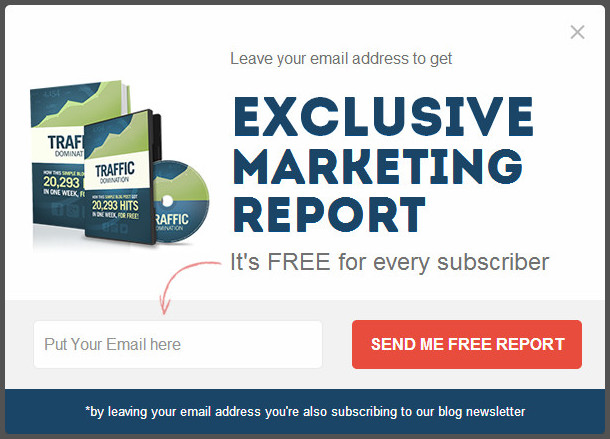 Leave your email address to get
EXCLUSIVE
MARKETING
REPORT
It's FREE for every subscriber
TRAFFIC
DOMINATION
HOW THIS SIMPLE BLOG POST GOT
20,293 HITS
IN ONE WEEK, FOR FREE!
TRAFFIC
DOMINATION
HOW THIS SIMPLE BLOG POST GOT
20,293 HITS
IN ONE WEEK, FOR FREE!
TRAFFIC
DOMINATION
Put Your Email here
SEND ME FREE REPORT
*by leaving your email address you're also subscribing to our blog newsletter